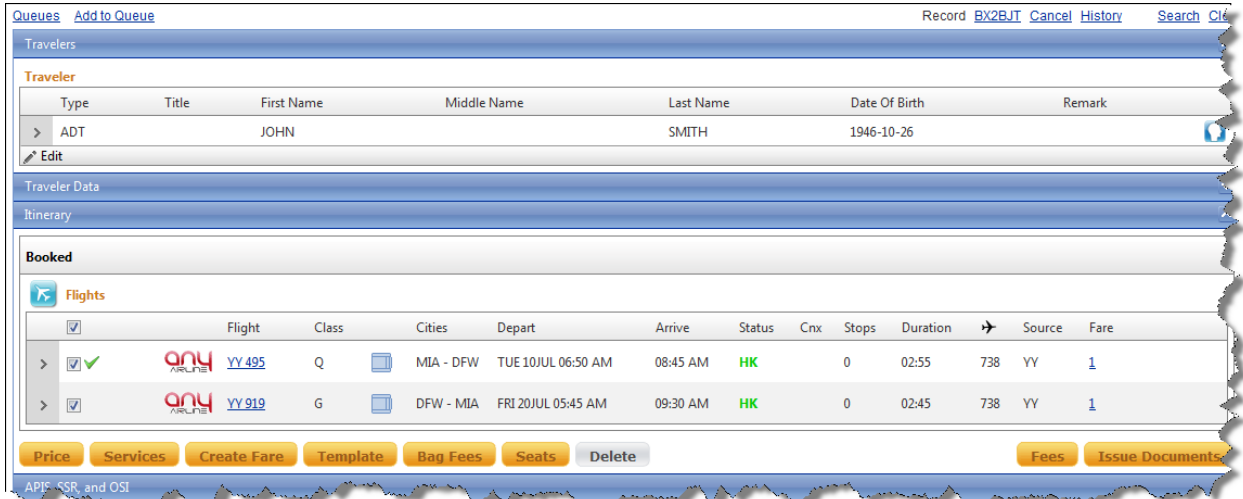 Queues Add to Queue Record BX2BJT Cancel History Search
Travelers
Traveler
Type Title First Name Middle Name Last Name Date Of Birth Remark
ADT JOHN SMITH 1946-10-26
Edit
Traveler Data
Itinerary
Booked
Flights
Flight Class Cities Depart Arrive Status Cnx Stops Duration Source Fare
any AIRLINE YY 495 Q MIA - DFW TUE 10JUL 06:50 AM 08:45 AM HK 0 02:55 738 YY 1
any AIRLINE YY 919 G DFW - MIA FRI 20JUL 05:45 AM 09:30 AM HK 0 02:45 738 YY 1
Price Services Create Fare Template Bag Fees Seats Delete Fees Issue Documents
APIS, SSR, and OSI